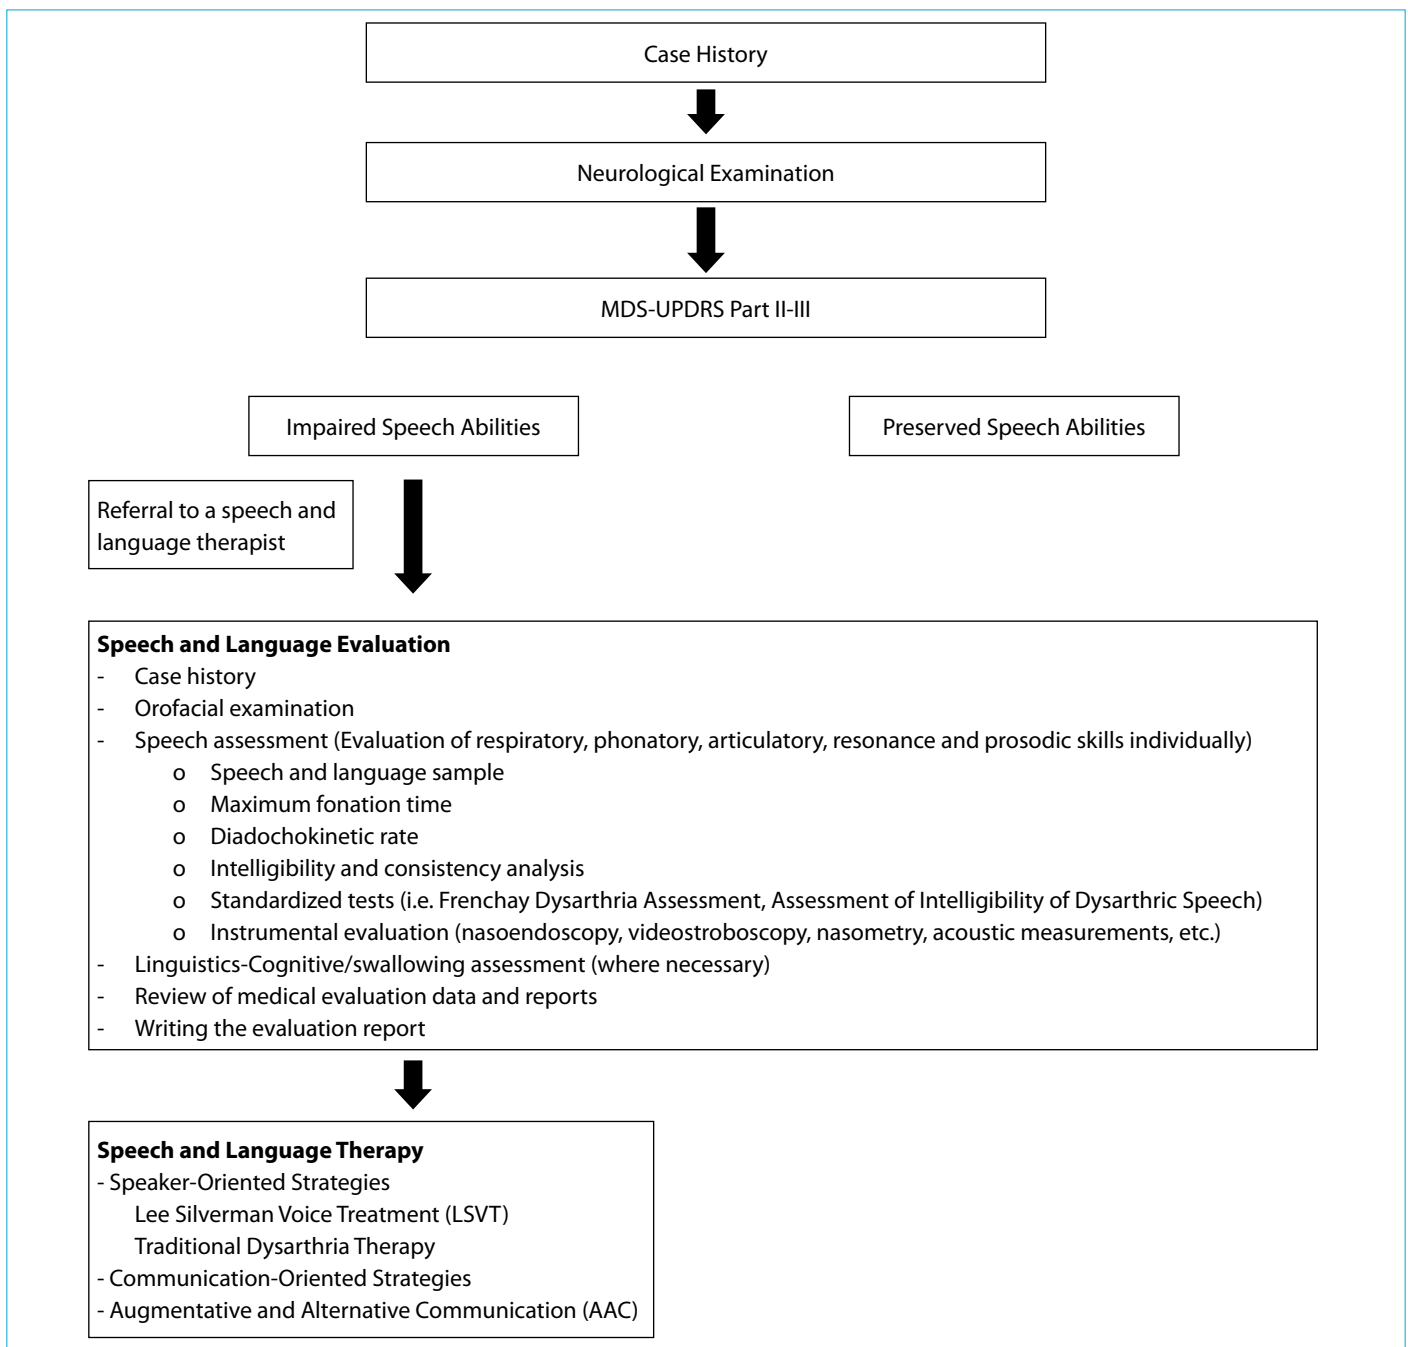 Case History
Neurological Examination
MDS-UPDRS Part II-III
Impaired Speech Abilities
Preserved Speech Abilities
Referral to a speech and
language therapist
Speech and Language Evaluation
- Case history
- Orofacial examination
- Speech assessment (Evaluation of respiratory, phonatory, articulatory, resonance and prosodic skills individually)
o Speech and language sample
o Maximum fonation time
o Diadochokinetic rate
o Intelligibility and consistency analysis
o Standardized tests (i.e. Frenchay Dysarthria Assessment, Assessment of Intelligibility of Dysarthric Speech)
o Instrumental evaluation (nasoendoscopy, videostroboscopy, nasometry, acoustic measurements, etc.)
- Linguistics-Cognitive/swallowing assessment (where necessary)
- Review of medical evaluation data and reports
- Writing the evaluation report
Speech and Language Therapy
- Speaker-Oriented Strategies
Lee Silverman Voice Treatment (LSVT)
Traditional Dysarthria Therapy
- Communication-Oriented Strategies
- Augmentative and Alternative Communication (AAC)